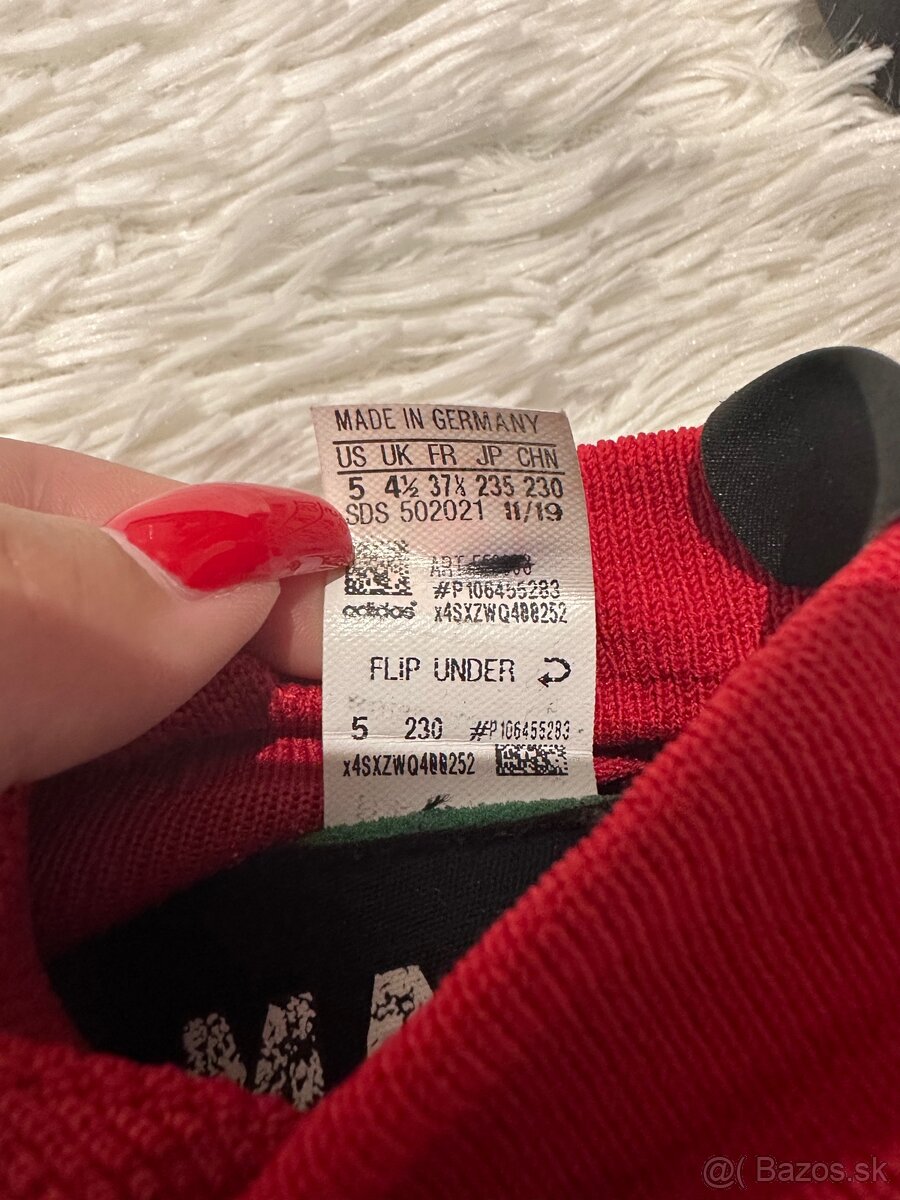 MADE IN GERMANY
US UK FR JP CHN
5 4½ 37⅓ 235 230
SDS 502021 11/19
ART
#P106455283
adidas x4SXZWQ400252
FLIP UNDER
5 230 #P106455283
x4SXZWQ400252
@( Bazos.sk